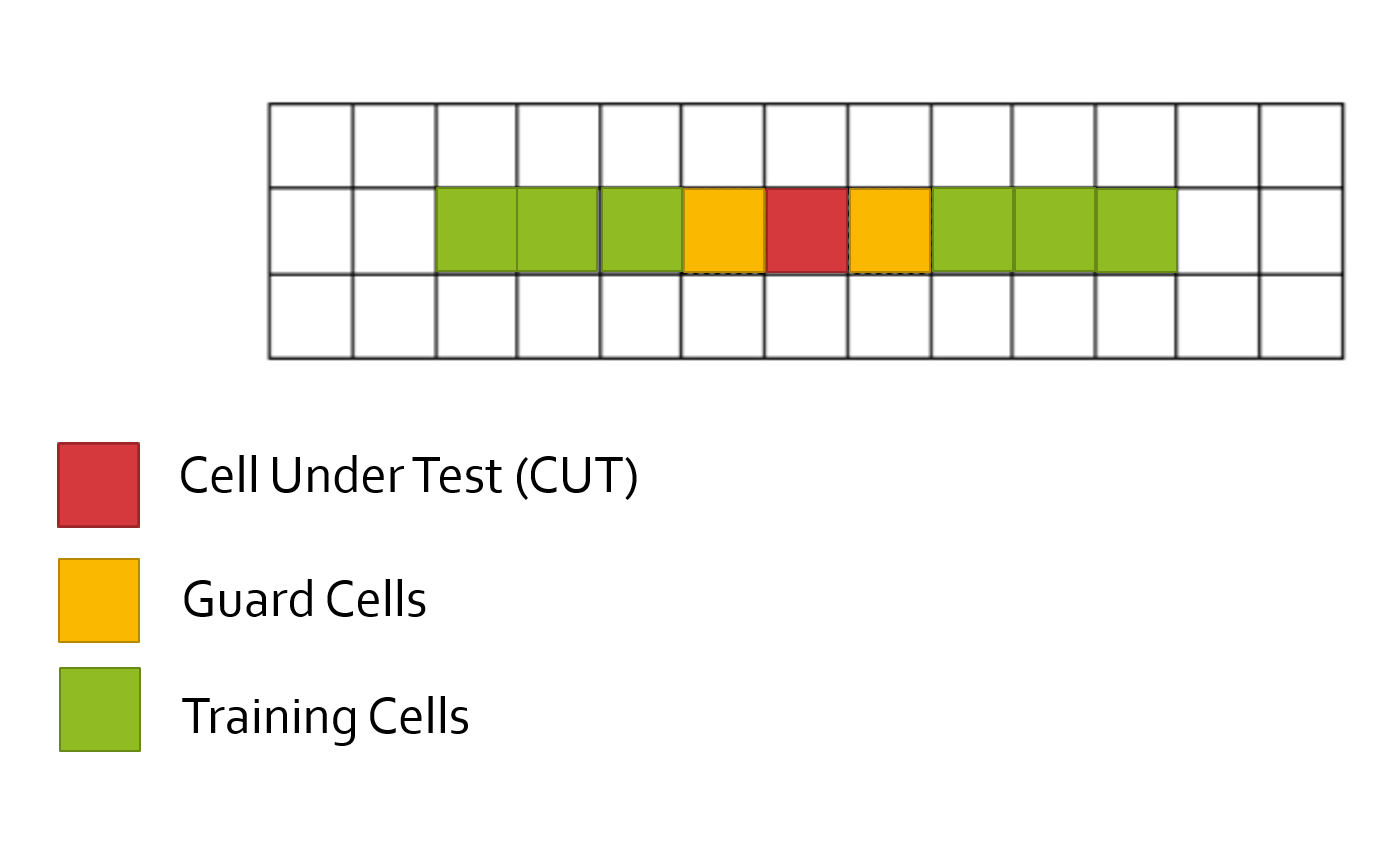 Cell Under Test (CUT)
Guard Cells
Training Cells